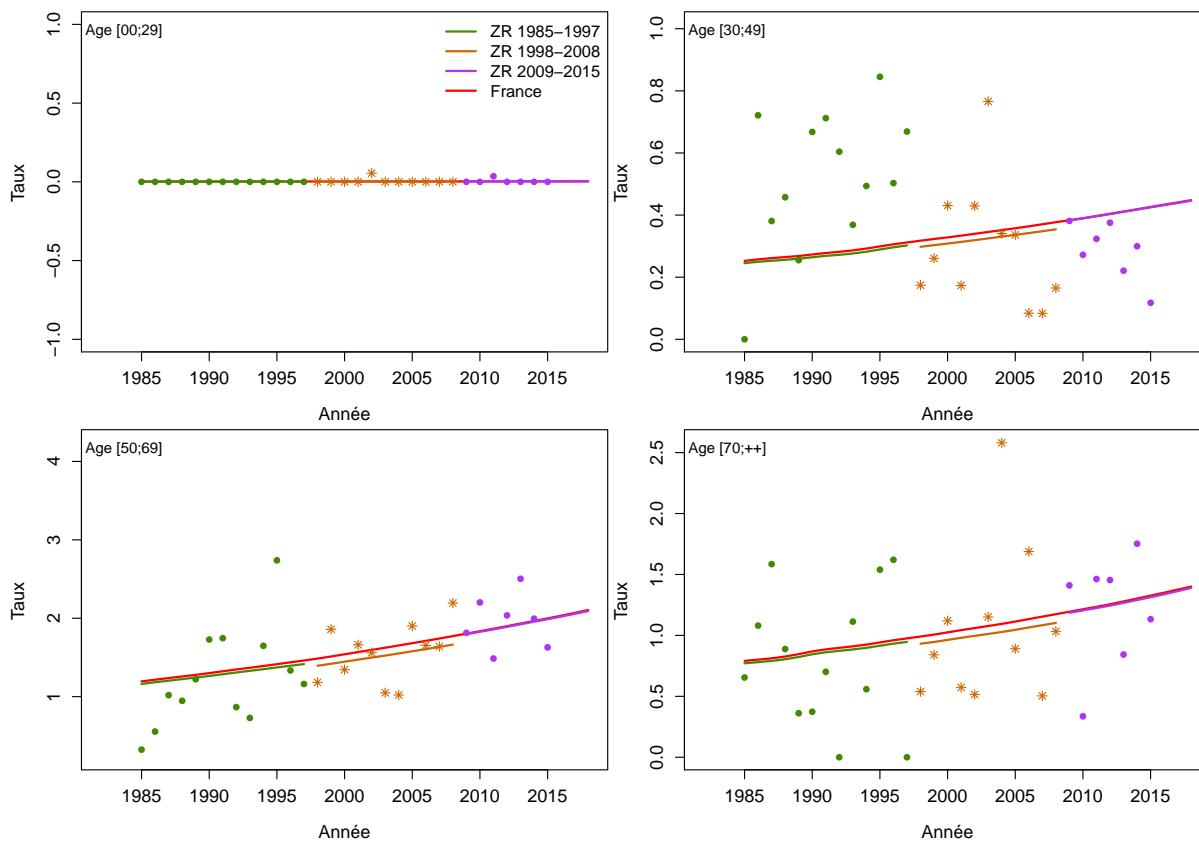 Age [00;29]
ZR 1985−1997
ZR 1998−2008
ZR 2009−2015
France
1.0
0.5
0.0
−0.5
−1.0
Taux
1985 1990 1995 2000 2005 2010 2015
Année
Age [30;49]
1.0
0.8
0.6
0.4
0.2
0.0
Taux
1985 1990 1995 2000 2005 2010 2015
Année
Age [50;69]
4
3
2
1
Taux
1985 1990 1995 2000 2005 2010 2015
Année
Age [70;++]
2.5
2.0
1.5
1.0
0.5
0.0
Taux
1985 1990 1995 2000 2005 2010 2015
Année